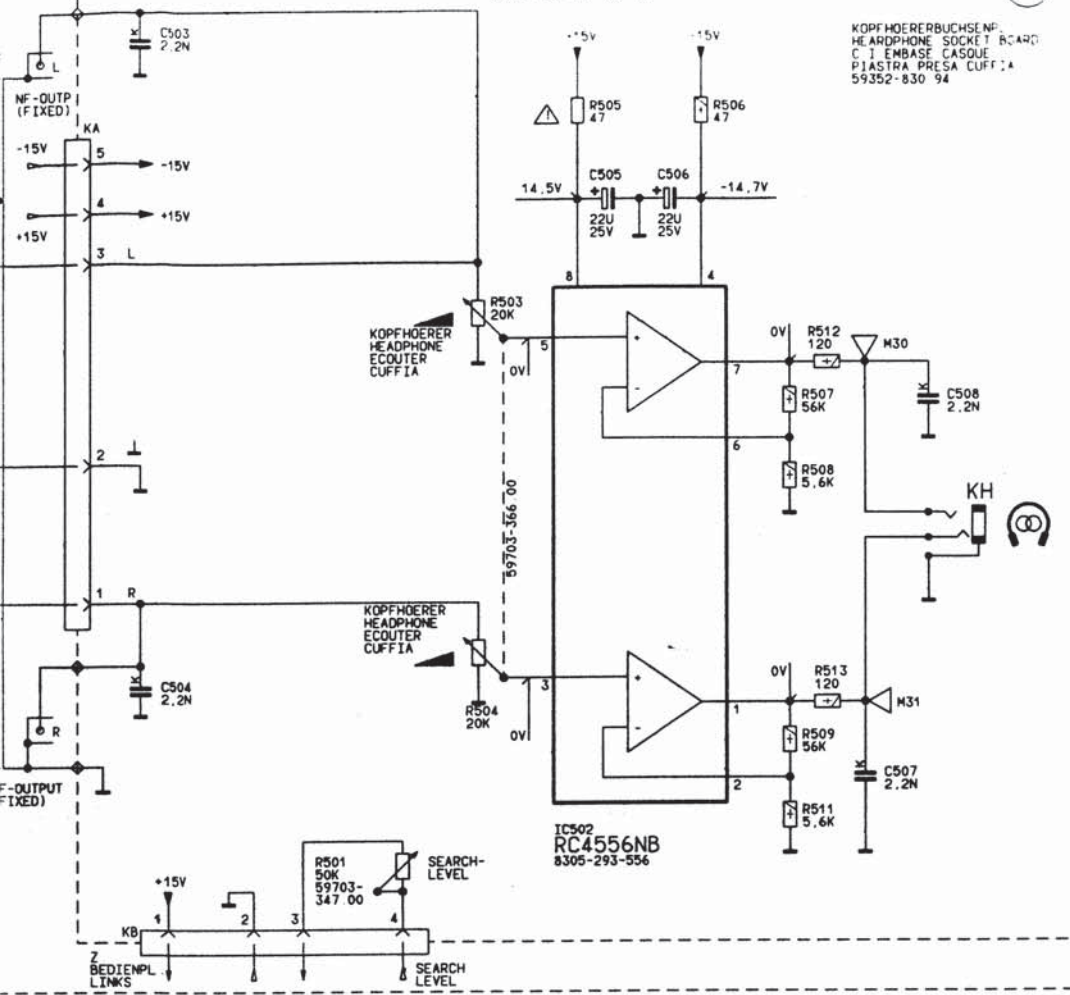 C503
2.2N
-15V
-15V
KOPFHOERERBUCHSENP.
HEARDPHONE SOCKET BOARD
C I EMBASE CASQUE
PIASTRA PRESA CUFFIA
59352-830 94
L
NF-OUTP
(FIXED)
R505
47
R506
47
KA
-15V
5
-15V
C505
C506
14.5V
+
+
-14,7V
4
+15V
22U
25V
22U
25V
+15V
3
L
8
4
R503
20K
KOPFHOERER
HEADPHONE
ECOUTER
CUFFIA
0V
5
+
-
7
6
0V
R512
120
M30
R507
56K
C508
2.2N
R508
5.6K
2
KH
59703-366.00
1
R
KOPFHOERER
HEADPHONE
ECOUTER
CUFFIA
R504
20K
0V
3
+
-
1
2
0V
R513
120
M31
R509
56K
C507
2.2N
R511
5,6K
K
C504
2.2N
R
F-OUTPUT
FIXED)
IC502
RC4556NB
8305-293-556
R501
50K
59703-
347.00
SEARCH-
LEVEL
+15V
KB
1
2
3
4
Z
BEDIENPL
LINKS
SEARCH
LEVEL